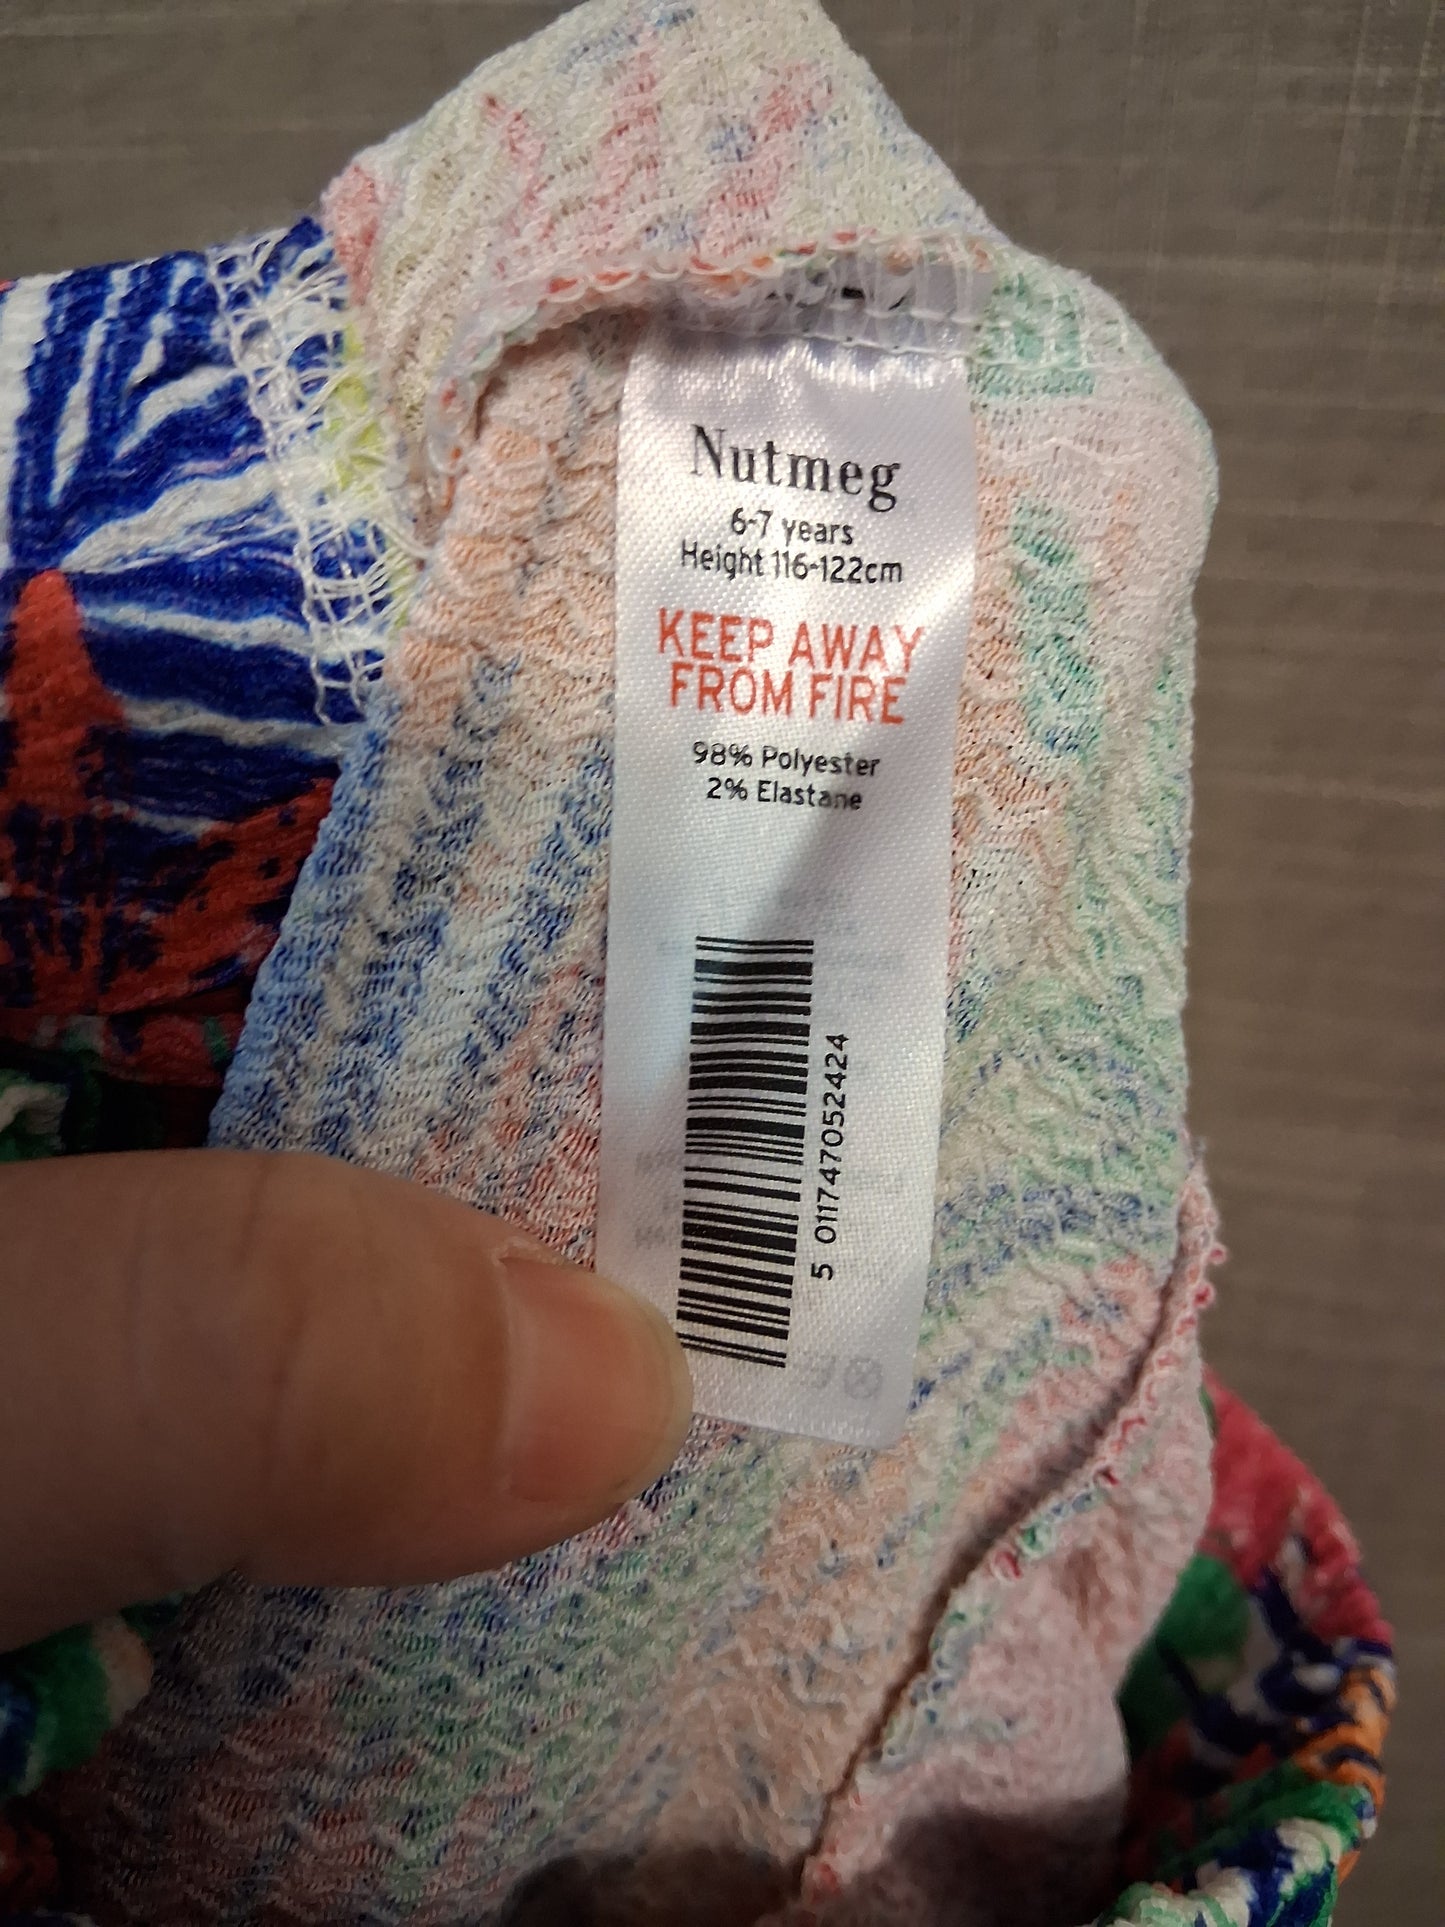 Nutmeg
6-7 years
Height 116-122cm
KEEP AWAY
FROM FIRE
98% Polyester
2% Elastane
5 011747052424